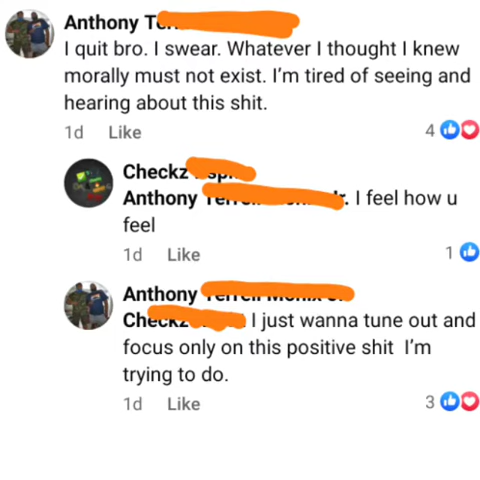 Anthony
I quit bro. I swear. Whatever I thought I knew
morally must not exist. I'm tired of seeing and
hearing about this shit.
1d Like 4
Checkz
Anthony I feel how u
feel
1d Like 1
Anthony
Checkz I just wanna tune out and
focus only on this positive shit I'm
trying to do.
1d Like 3